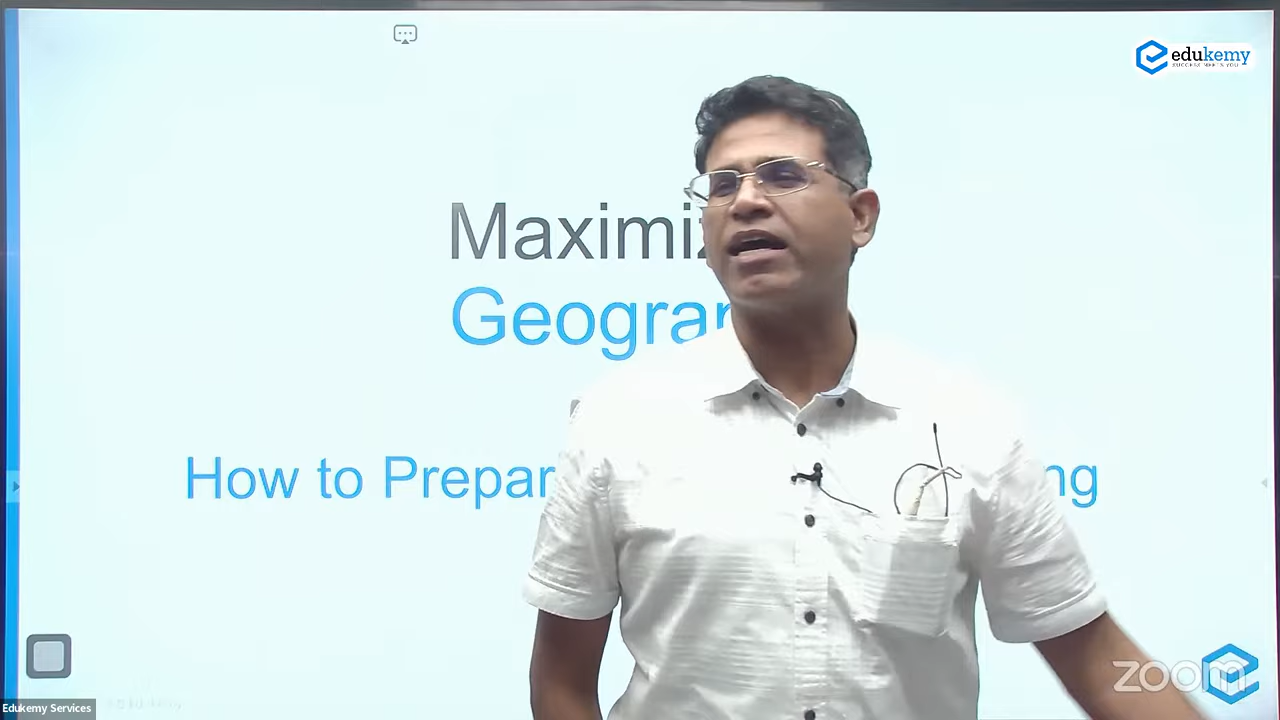 edukemy
Maximiz
Geograp
How to Prepar
ng
zoom
Edukemy Services